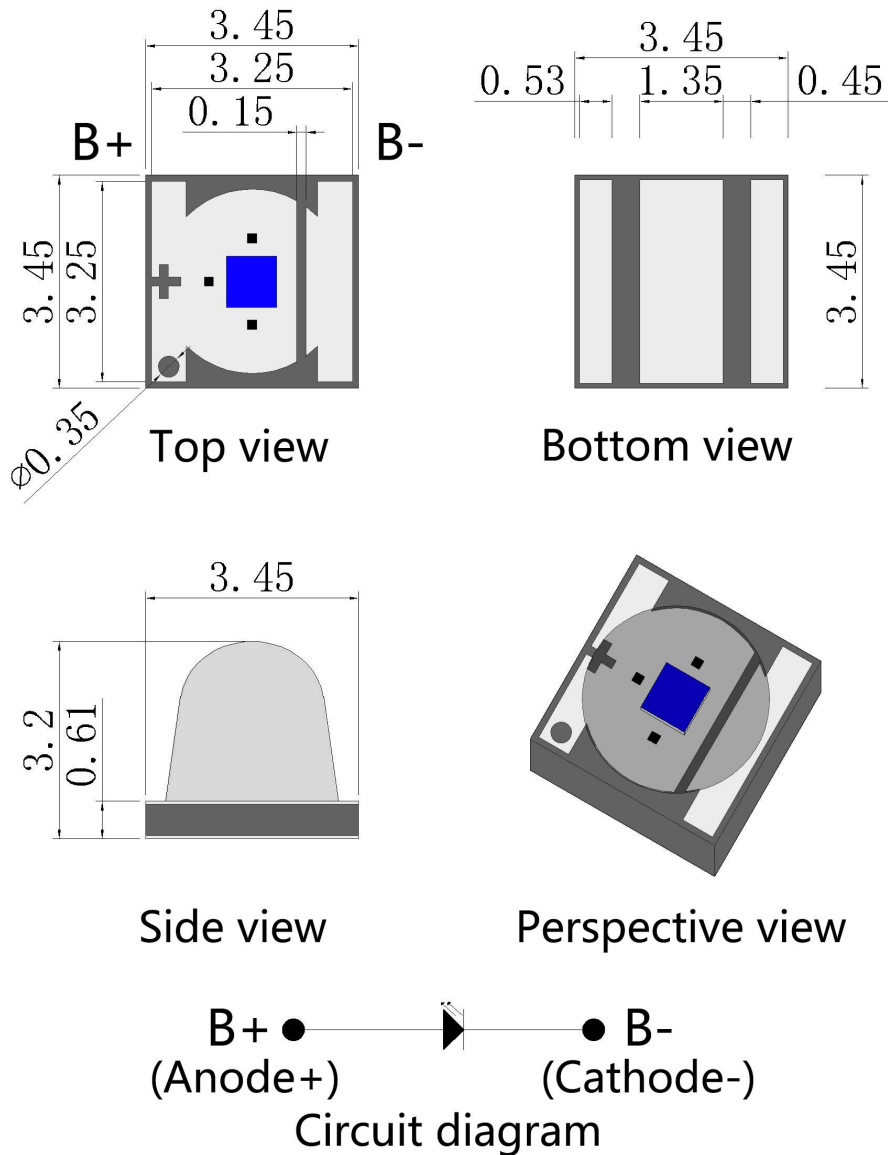 3.45
3.25
0.15
B+ B-
3.45
3.25
⌀0.35
Top view
3.45
0.53 1.35 0.45
3.45
Bottom view
3.45
3.2
0.61
Side view
Perspective view
B+ B-
(Anode+) (Cathode-)
Circuit diagram